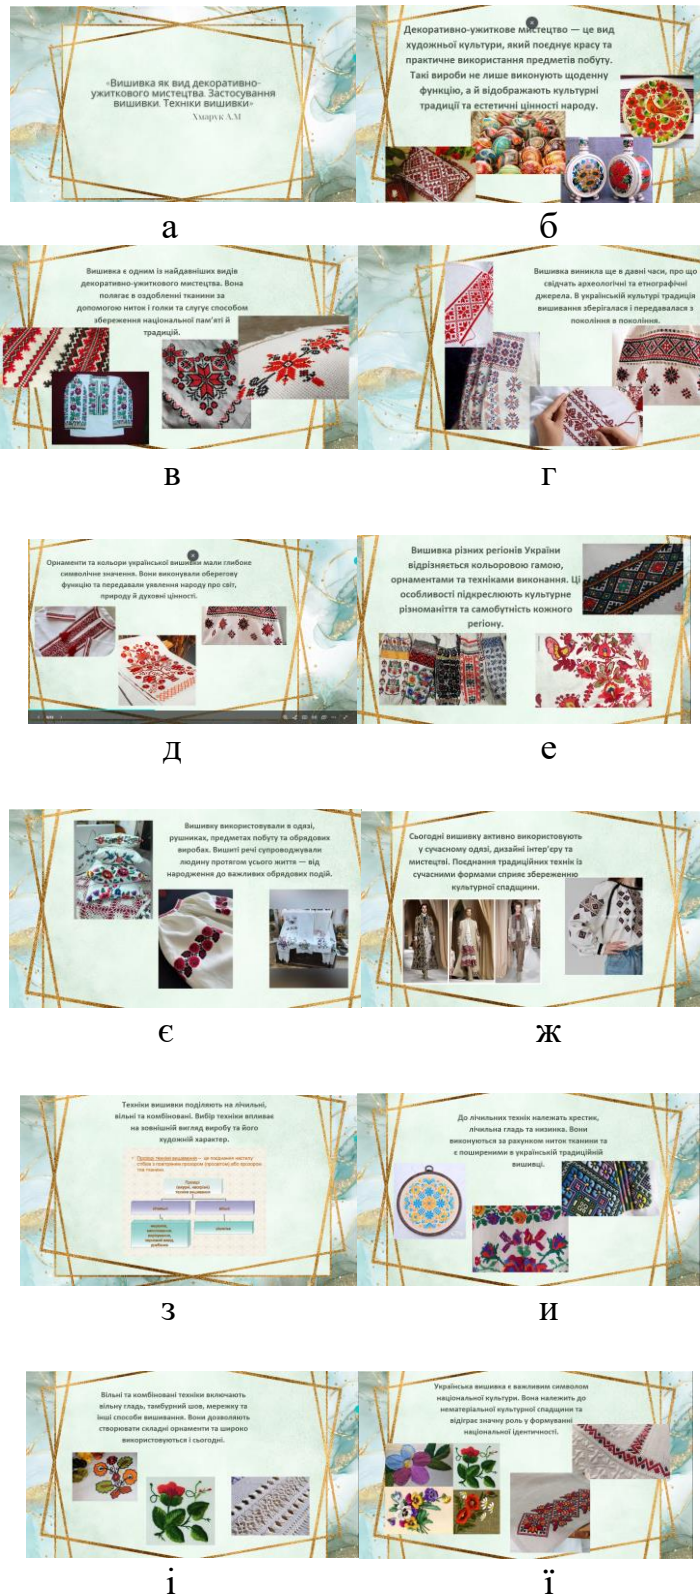 «Вишивка як вид декоративно-
ужиткового мистецтва. Застосування
вишивки. Техніки вишивки»
Хмарук А.М
а
Декоративно-ужиткове мистецтво — це вид
художньої культури, який поєднує красу та
практичне використання предметів побуту.
Такі вироби не лише виконують щоденну
функцію, а й відображають культурні
традиції та естетичні цінності народу.
б
Вишивка є одним із найдавніших видів
декоративно-ужиткового мистецтва. Вона
полягає в оздобленні тканини за
допомогою ниток і голки та слугує способом
збереження національної пам'яті й
традицій.
в
Вишивка виникла ще в давні часи, про що
свідчать археологічні та етнографічні
джерела. В українській культурі традиція
вишивання зберігалася і передавалася з
покоління в покоління.
г
Орнаменти та кольори української вишивки мали глибоке
символічне значення. Вони виконували оберегову
функцію та передавали уявлення народу про світ,
природу й духовні цінності.
д
Вишивка різних регіонів України
відрізняється кольоровою гамою,
орнаментами та техніками виконання. Ці
особливості підкреслюють культурне
різноманіття та самобутність кожного
регіону.
е
Вишивку використовували в одязі,
рушниках, предметах побуту та обрядових
виробах. Вишиті речі супроводжували
людину протягом усього життя — від
народження до важливих обрядових подій.
є
Сьогодні вишивку активно використовують
у сучасному одязі, дизайні інтер'єру та
мистецтві. Поєднання традиційних технік із
сучасними формами сприяє збереженню
культурної спадщини.
ж
Техніки вишивки поділяють на лічильні,
вільні та комбіновані. Вибір техніки впливає
на зовнішній вигляд виробу та його
художній характер.
з
До лічильних технік належать хрестик,
лічильна гладь та низинка. Вони
виконуються за рахунком ниток тканини та
є поширеними в українській традиційній
вишивці.
и
Вільні та комбіновані техніки включають
вільну гладь, тамбурний шов, мережку та
інші способи вишивання. Вони дозволяють
створювати складні орнаменти та широко
використовуються і сьогодні.
і
Українська вишивка є важливим символом
національної культури. Вона належить до
нематеріальної культурної спадщини та
відіграє значну роль у формуванні
національної ідентичності.
ї